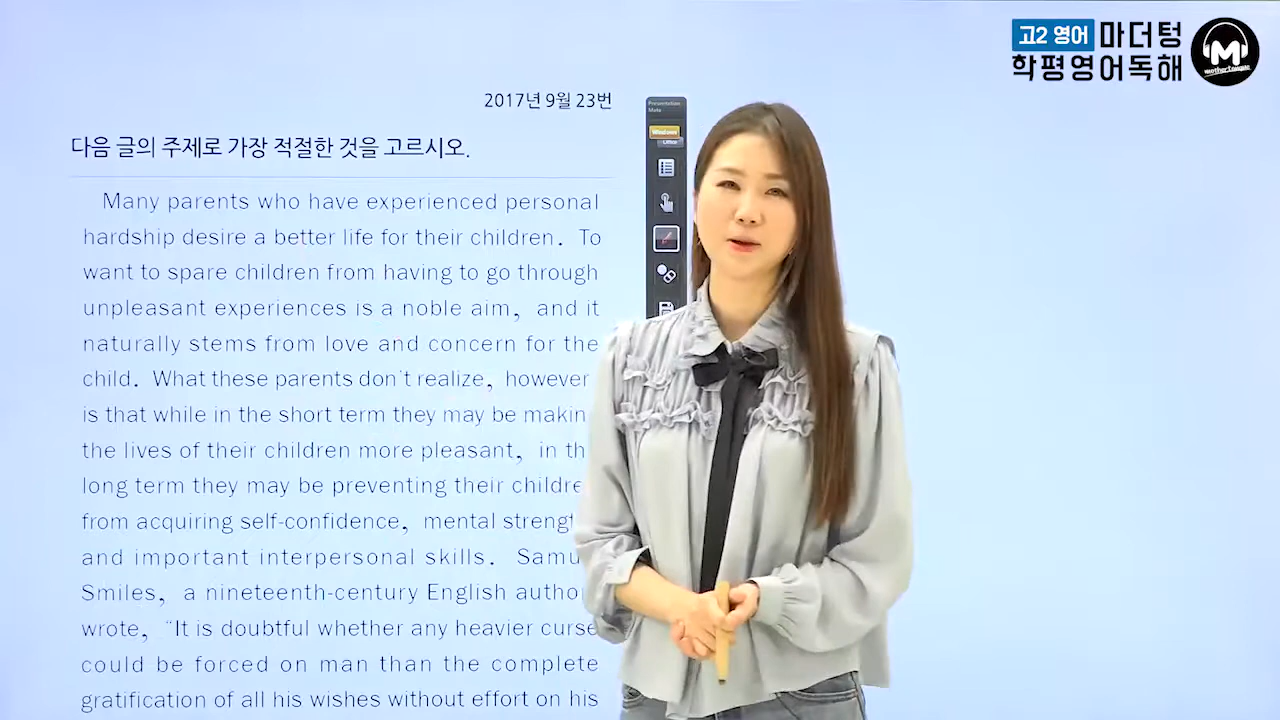 고2 영어 마더텅
학평영어독해
M
mothertongue
2017년 9월 23번
다음 글의 주제로 가장 적절한 것을 고르시오.
Presentation
Mate
Windows
Office
Many parents who have experienced personal
hardship desire a better life for their children. To
want to spare children from having to go through
unpleasant experiences is a noble aim, and it
naturally stems from love and concern for the
child. What these parents don't realize, however
is that while in the short term they may be makin
the lives of their children more pleasant, in th
long term they may be preventing their childre
from acquiring self-confidence, mental strengt
and important interpersonal skills. Samu
Smiles, a nineteenth-century English autho
wrote, "It is doubtful whether any heavier curse
could be forced on man than the complete
gratification of all his wishes without effort on his